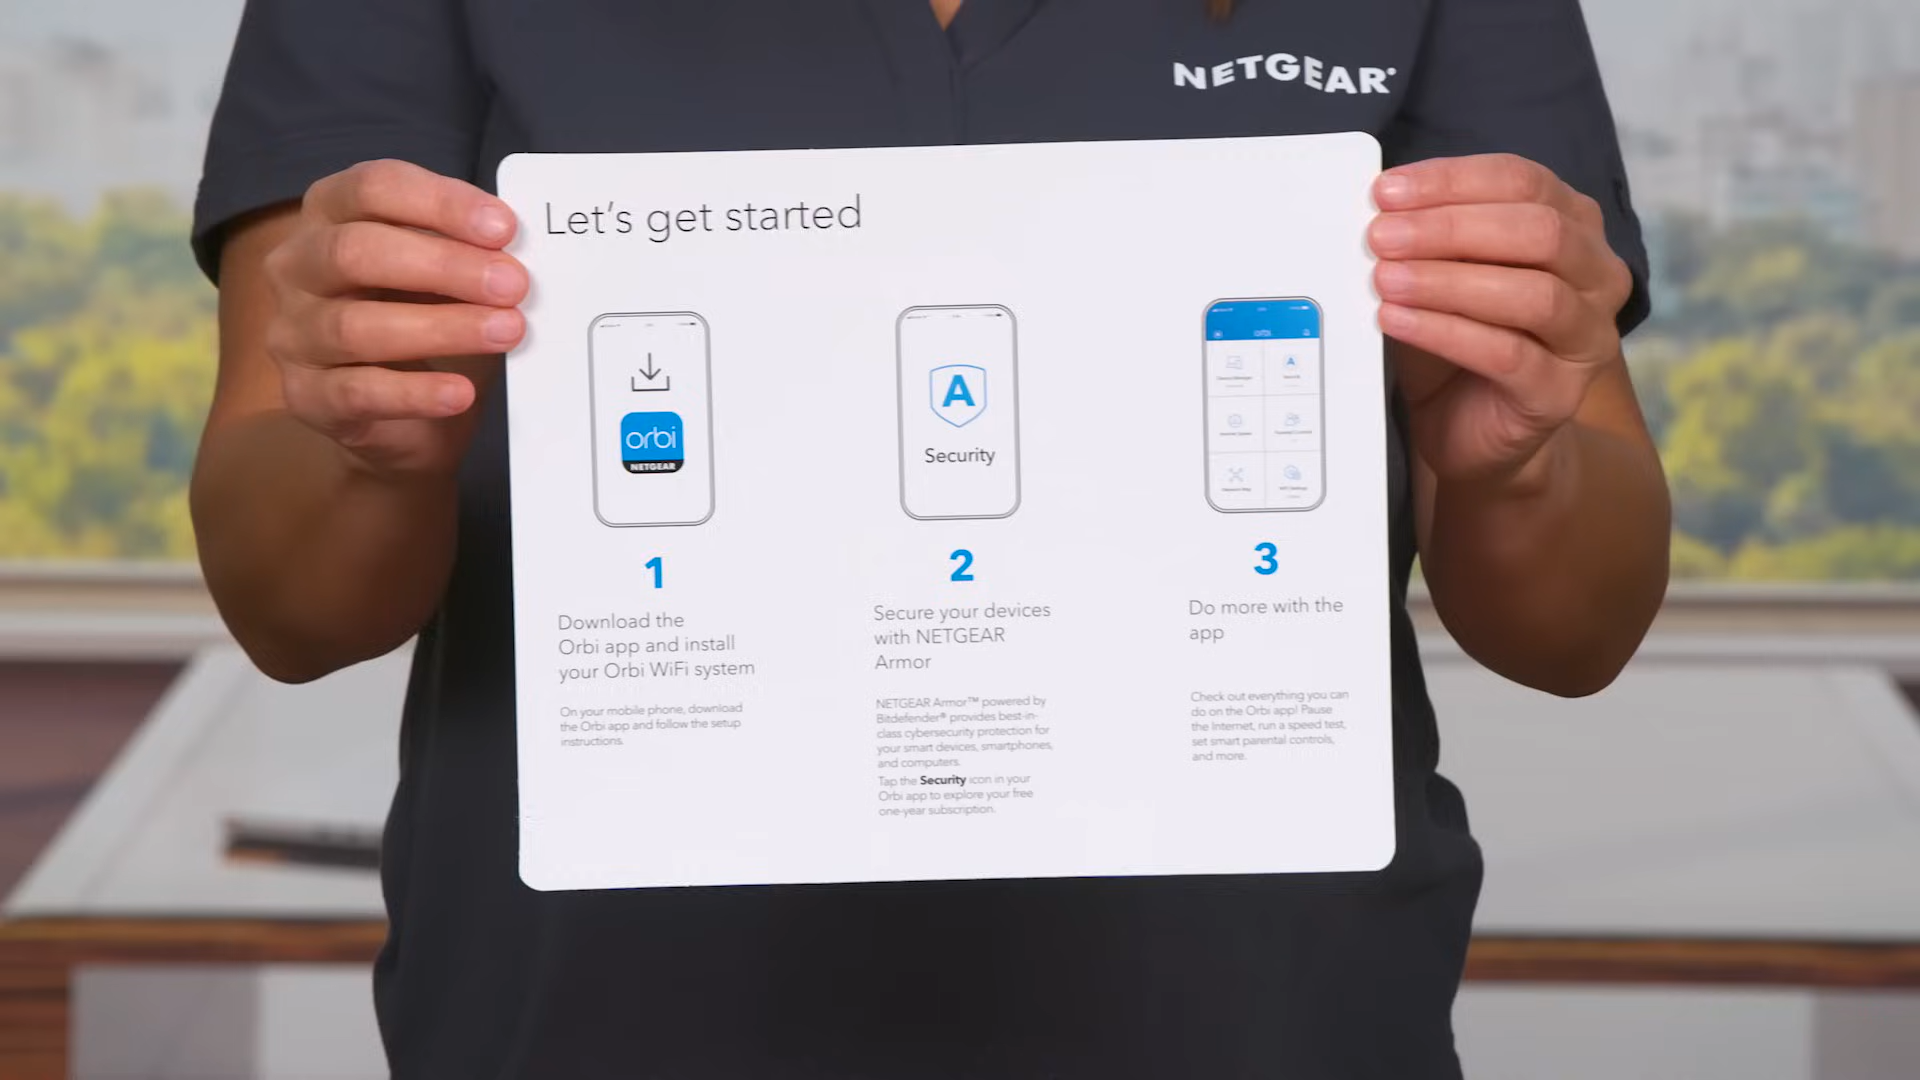 NETGEAR
Let's get started
orbi
NETGEAR
A
Security
orbi
A
1
Download the
Orbi app and install
your Orbi WiFi system
On your mobile phone, download
the Orbi app and follow the setup
instructions.
2
Secure your devices
with NETGEAR
Armor
NETGEAR Armor™ powered by
Bitdefender® provides best-in-
class cybersecurity protection for
your smart devices, smartphones,
and computers.
Tap the Security icon in your
Orbi app to explore your free
one-year subscription.
3
Do more with the
app
Check out everything you can
do on the Orbi app! Pause
the Internet, run a speed test,
set smart parental controls,
and more.